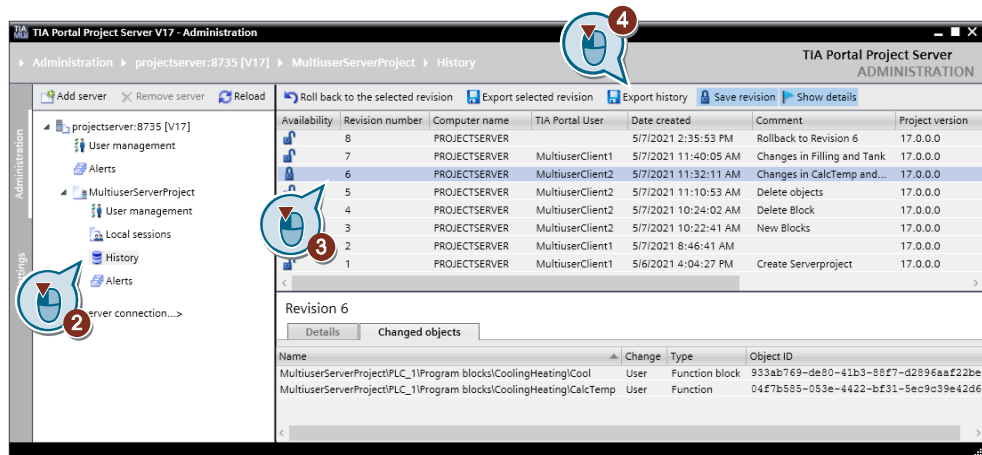 TIA Portal Project Server V17 - Administration
4
Administration projectserver:8735 [V17] MultiuserServerProject History
TIA Portal Project Server
ADMINISTRATION
Add server Remove server Reload
Roll back to the selected revision Export selected revision Export history Save revision Show details
Administration
projectserver:8735 [V17]
User management
Alerts
MultiuserServerProject
User management
Local sessions
History
Alerts
2
Availability Revision number Computer name TIA Portal User Date created Comment Project version
8 PROJECTSERVER 5/7/2021 2:35:53 PM Rollback to Revision 6 17.0.0.0
7 PROJECTSERVER MultiuserClient1 5/7/2021 11:40:05 AM Changes in Filling and Tank 17.0.0.0
6 PROJECTSERVER MultiuserClient2 5/7/2021 11:32:11 AM Changes in CalcTemp and... 17.0.0.0
5 PROJECTSERVER MultiuserClient2 5/7/2021 11:10:53 AM Delete objects 17.0.0.0
4 PROJECTSERVER MultiuserClient2 5/7/2021 10:24:02 AM Delete Block 17.0.0.0
3 PROJECTSERVER MultiuserClient2 5/7/2021 10:22:41 AM New Blocks 17.0.0.0
2 PROJECTSERVER MultiuserClient1 5/7/2021 8:46:41 AM 17.0.0.0
1 PROJECTSERVER MultiuserClient1 5/6/2021 4:04:27 PM Create Serverproject 17.0.0.0
3
Revision 6
Details Changed objects
Name Change Type Object ID
MultiuserServerProject\PLC_1\Program blocks\CoolingHeating\Cool User Function block 933ab769-de80-41b3-88f7-d2896aaf22be
MultiuserServerProject\PLC_1\Program blocks\CoolingHeating\CalcTemp User Function 04f7b585-053e-4422-bf31-5ec9c39e42d6